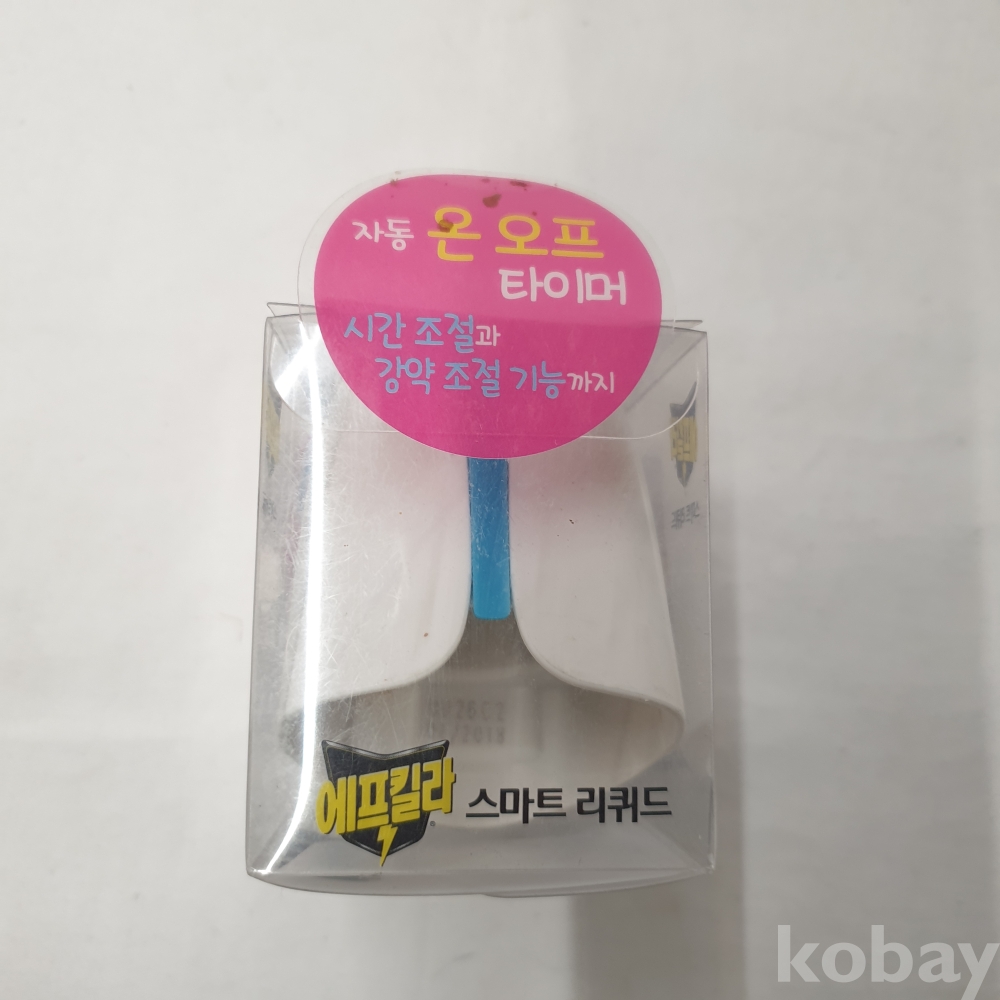 자동 온 오프
타이머
시간 조절과
강약 조절 기능까지
에프킬라 스마트 리퀴드
kobay